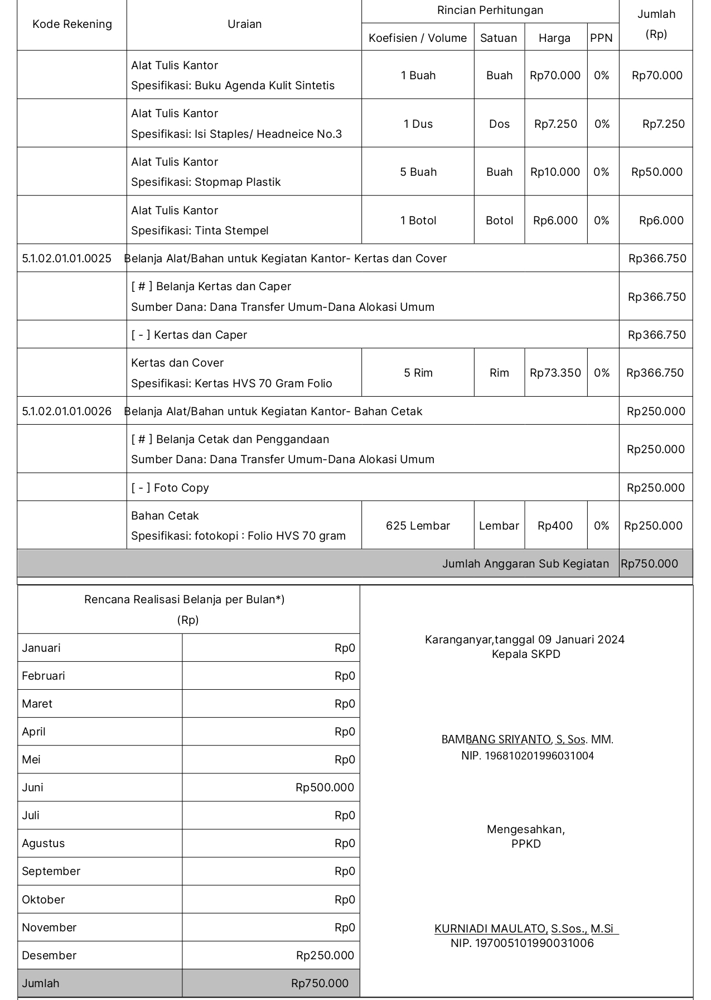 Kode Rekening Uraian Rincian Perhitungan Jumlah
(Rp)
Koefisien / Volume Satuan Harga PPN
Alat Tulis Kantor
Spesifikasi: Buku Agenda Kulit Sintetis
1 Buah Buah Rp70.000 0% Rp70.000
Alat Tulis Kantor
Spesifikasi: Isi Staples/ Headneice No.3
1 Dus Dos Rp7.250 0% Rp7.250
Alat Tulis Kantor
Spesifikasi: Stopmap Plastik
5 Buah Buah Rp10.000 0% Rp50.000
Alat Tulis Kantor
Spesifikasi: Tinta Stempel
1 Botol Botol Rp6.000 0% Rp6.000
5.1.02.01.01.0025 Belanja Alat/Bahan untuk Kegiatan Kantor- Kertas dan Cover Rp366.750
[ # ] Belanja Kertas dan Caper
Sumber Dana: Dana Transfer Umum-Dana Alokasi Umum
Rp366.750
[ - ] Kertas dan Caper Rp366.750
Kertas dan Cover
Spesifikasi: Kertas HVS 70 Gram Folio
5 Rim Rim Rp73.350 0% Rp366.750
5.1.02.01.01.0026 Belanja Alat/Bahan untuk Kegiatan Kantor- Bahan Cetak Rp250.000
[ # ] Belanja Cetak dan Penggandaan
Sumber Dana: Dana Transfer Umum-Dana Alokasi Umum
Rp250.000
[ - ] Foto Copy Rp250.000
Bahan Cetak
Spesifikasi: fotokopi : Folio HVS 70 gram
625 Lembar Lembar Rp400 0% Rp250.000
Jumlah Anggaran Sub Kegiatan Rp750.000
Rencana Realisasi Belanja per Bulan*)
(Rp)
Januari Rp0
Februari Rp0
Maret Rp0
April Rp0
Mei Rp0
Juni Rp500.000
Juli Rp0
Agustus Rp0
September Rp0
Oktober Rp0
November Rp0
Desember Rp250.000
Jumlah Rp750.000
Karanganyar,tanggal 09 Januari 2024
Kepala SKPD
BAMBANG SRIYANTO, S, Sos. MM.
NIP. 196810201996031004
Mengesahkan,
PPKD
KURNIADI MAULATO, S.Sos., M.Si
NIP. 197005101990031006